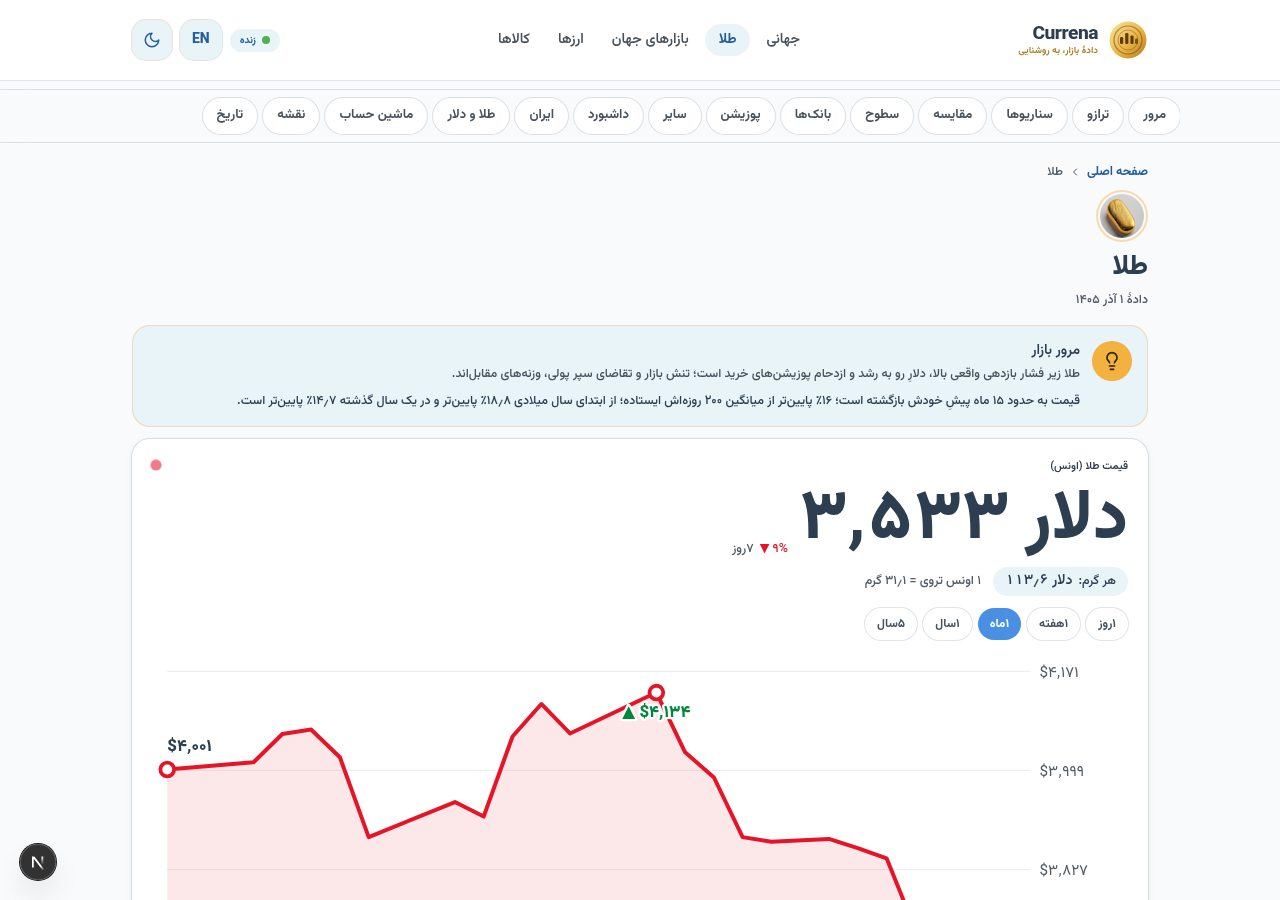 Currena
دادهٔ بازار، به روشنایی
جهانی
طلا
بازارهای جهان
ارزها
کالاها
زنده
EN
مرور
ترازو
سناریوها
مقایسه
سطوح
بانک‌ها
پوزیشن
سایر
داشبورد
ایران
طلا و دلار
ماشین حساب
نقشه
تاریخ
صفحه اصلی › طلا
طلا
دادهٔ ۱ آذر ۱۴۰۵
مرور بازار
طلا زیر فشار بازدهی واقعی بالا، دلارِ رو به رشد و ازدحام پوزیشن‌های خرید است؛ تنش بازار و تقاضای سپر پولی، وزنه‌های مقابل‌اند.
قیمت به حدود ۱۵ ماه پیشِ خودش بازگشته است؛ ۱۶٪ پایین‌تر از میانگین ۲۰۰ روزه‌اش ایستاده؛ از ابتدای سال میلادی ۱۸٫۸٪ پایین‌تر و در یک سال گذشته ۱۴٫۷٪ پایین‌تر است.
قیمت طلا (اونس)
دلار ۳,۵۳۳
۹% ▼ ۷روز
هر گرم: دلار ۱۱۳٫۶
۱ اونس تروی = ۳۱٫۱ گرم
۱روز
۱هفته
۱ماه
۱سال
۵سال
$۴,۱۷۱
▲ $۴,۱۳۴
$۴,۰۰۱
$۳,۹۹۹
$۳,۸۲۷
N